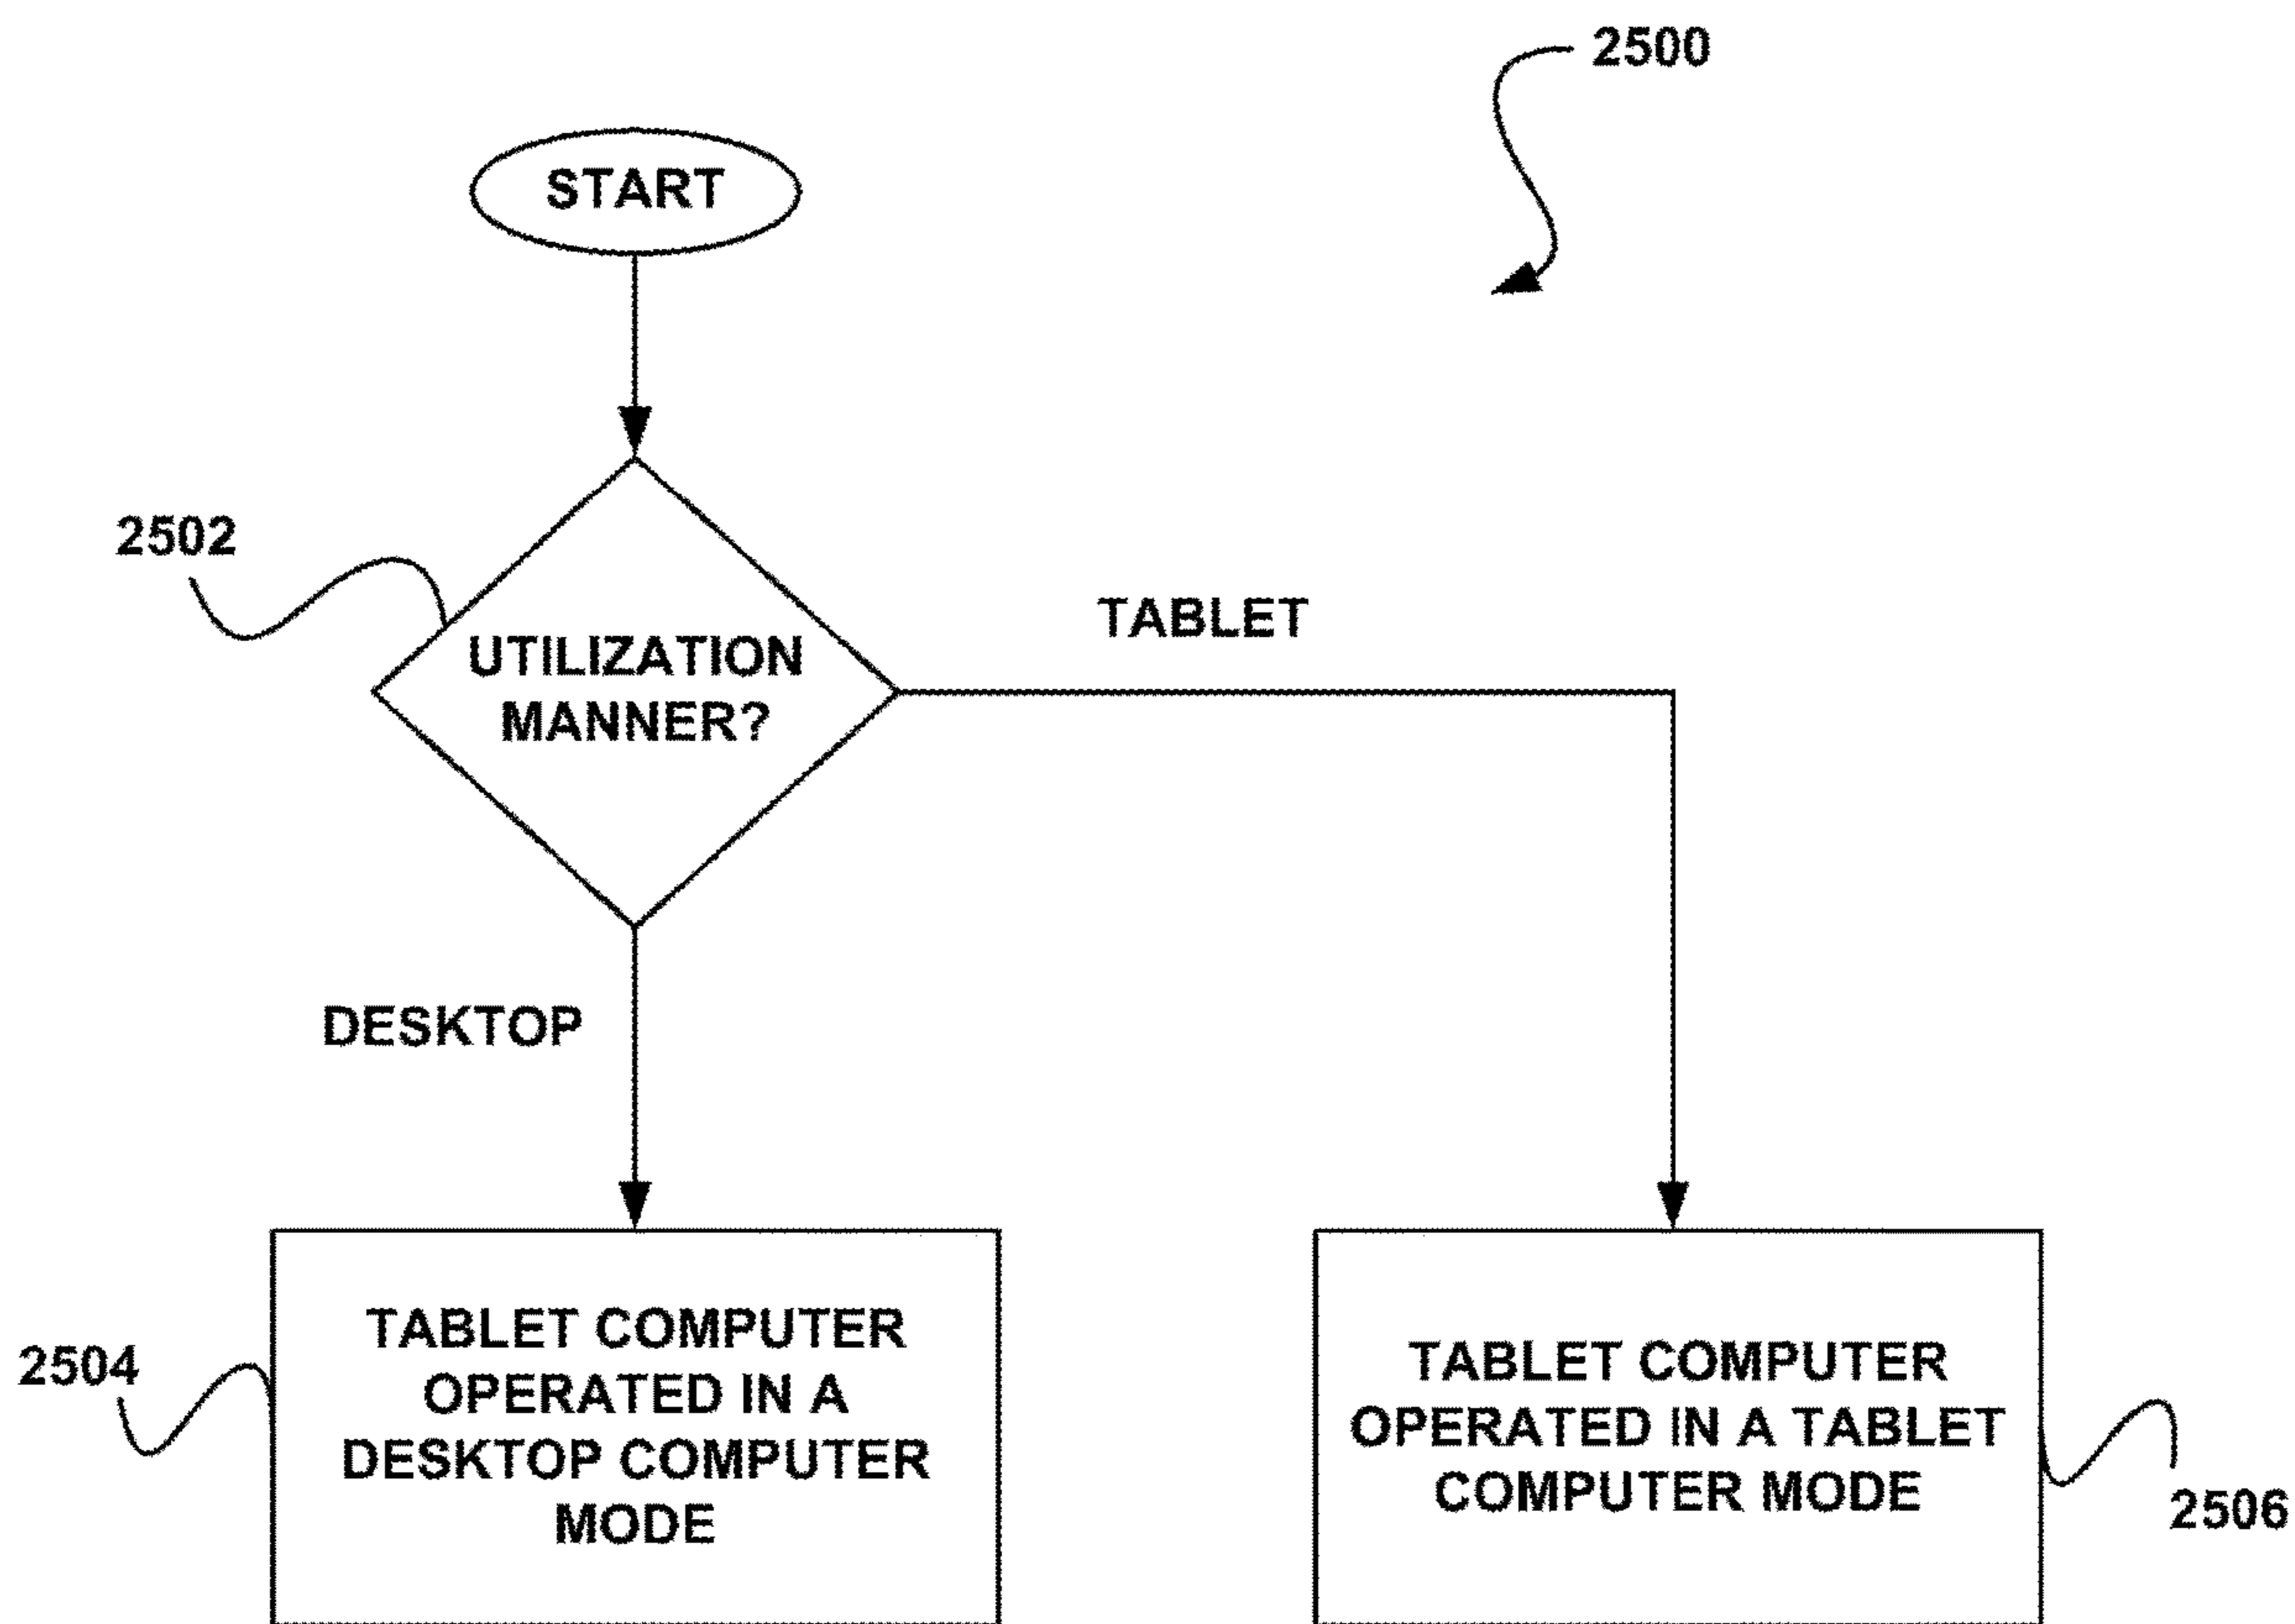 2500
START
2502
UTILIZATION
MANNER?
TABLET
DESKTOP
2504
TABLET COMPUTER
OPERATED IN A
DESKTOP COMPUTER
MODE
TABLET COMPUTER
OPERATED IN A TABLET
COMPUTER MODE
2506